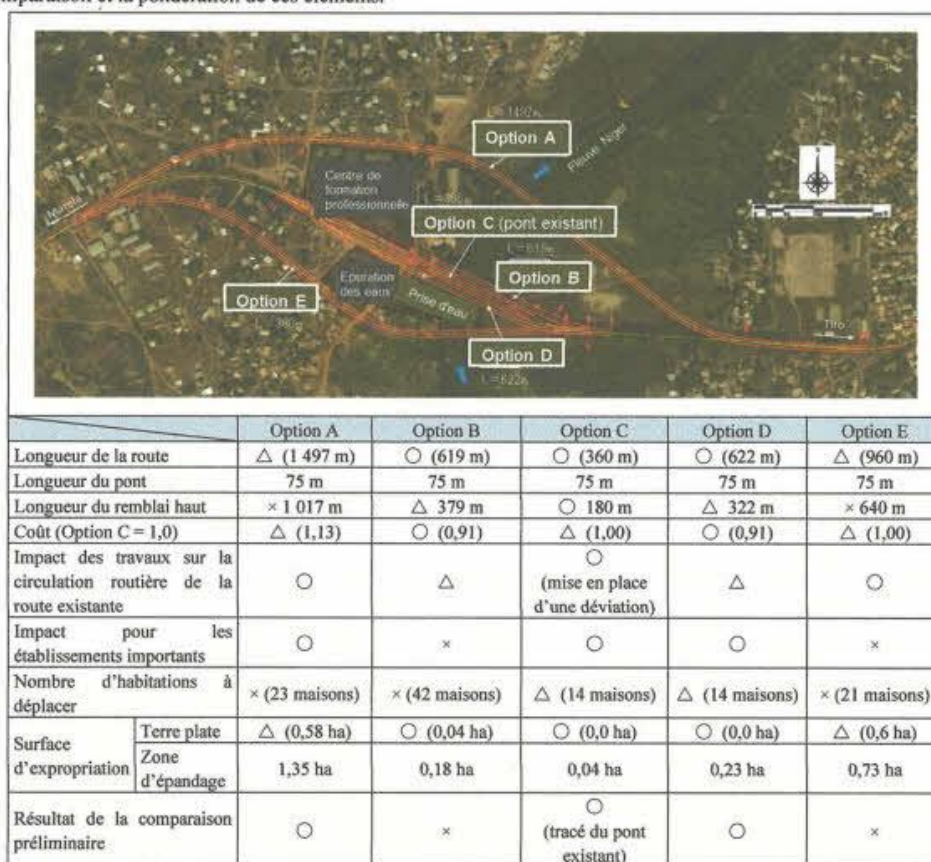 mparaison et la pondération de ces éléments.
L=1497m
Option A
Fleuve Niger
Centre de
formation
professionnelle
Option C (pont existant)
Option B
Epuration
des eaux
Prise d'eau
Option E
Option D
L=622m
Tiro
Option A Option B Option C Option D Option E
Longueur de la route △ (1 497 m) ○ (619 m) ○ (360 m) ○ (622 m) △ (960 m)
Longueur du pont 75 m 75 m 75 m 75 m 75 m
Longueur du remblai haut × 1 017 m △ 379 m ○ 180 m △ 322 m × 640 m
Coût (Option C = 1,0) △ (1,13) ○ (0,91) △ (1,00) ○ (0,91) △ (1,00)
Impact des travaux sur la
circulation routière de la
route existante
○ △ ○
(mise en place
d'une déviation)
△ ○
Impact pour les
établissements importants
○ × ○ ○ ×
Nombre d'habitations à
déplacer
× (23 maisons) × (42 maisons) △ (14 maisons) △ (14 maisons) × (21 maisons)
Surface
d'expropriation
Terre plate △ (0,58 ha) ○ (0,04 ha) ○ (0,0 ha) ○ (0,0 ha) △ (0,6 ha)
Zone
d'épandage
1,35 ha 0,18 ha 0,04 ha 0,23 ha 0,73 ha
Résultat de la comparaison
préliminaire
○ × ○
(tracé du pont
existant)
○ ×